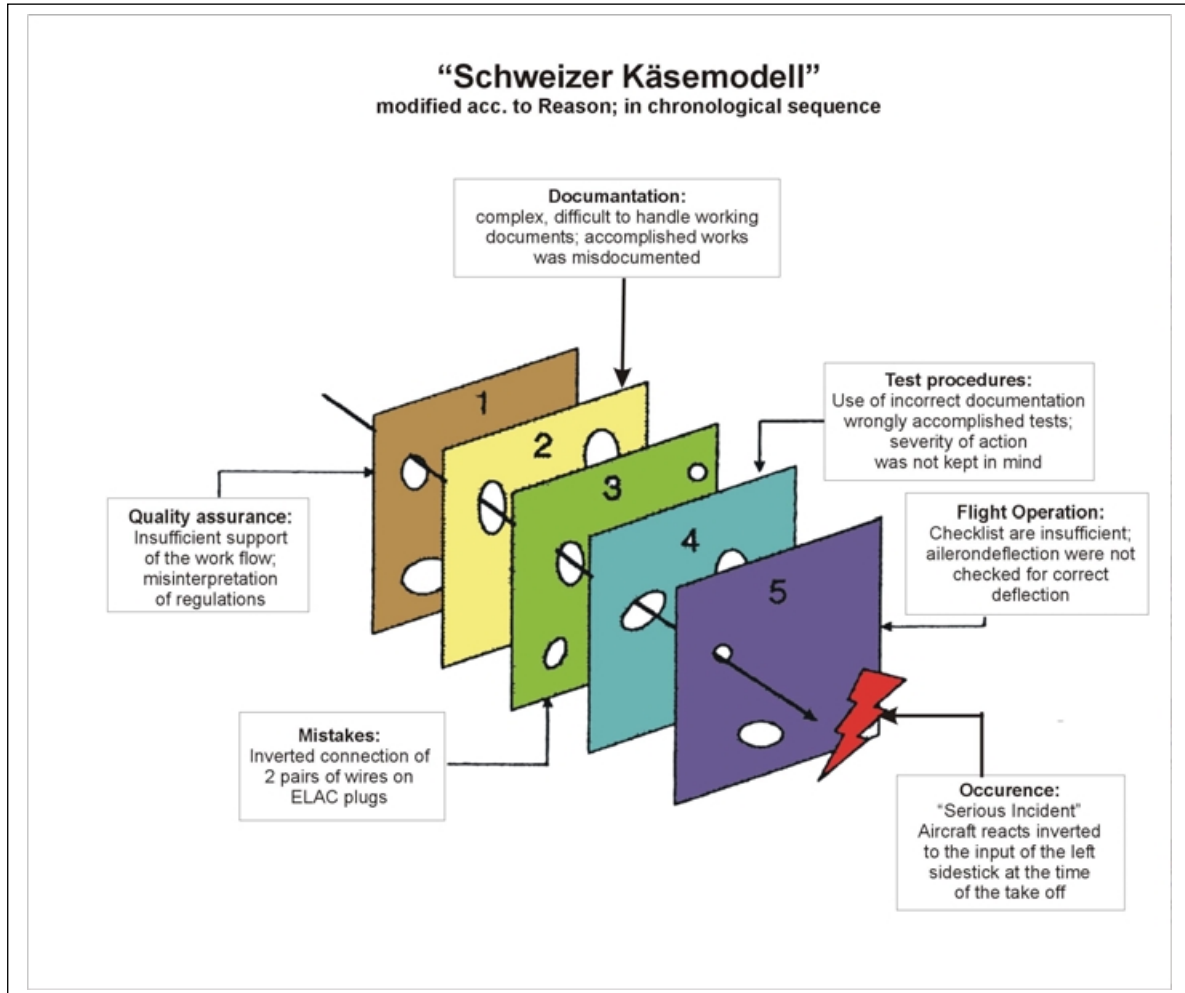 “Schweizer Käsemodell”
modified acc. to Reason; in chronological sequence
Documantation:
complex, difficult to handle working
documents; accomplished works
was misdocumented
1
2
3
4
5
Test procedures:
Use of incorrect documentation
wrongly accomplished tests;
severity of action
was not kept in mind
Quality assurance:
Insufficient support
of the work flow;
misinterpretation
of regulations
Flight Operation:
Checklist are insufficient;
ailerondeflection were not
checked for correct
deflection
Mistakes:
Inverted connection of
2 pairs of wires on
ELAC plugs
Occurence:
“Serious Incident”
Aircraft reacts inverted
to the input of the left
sidestick at the time
of the take off